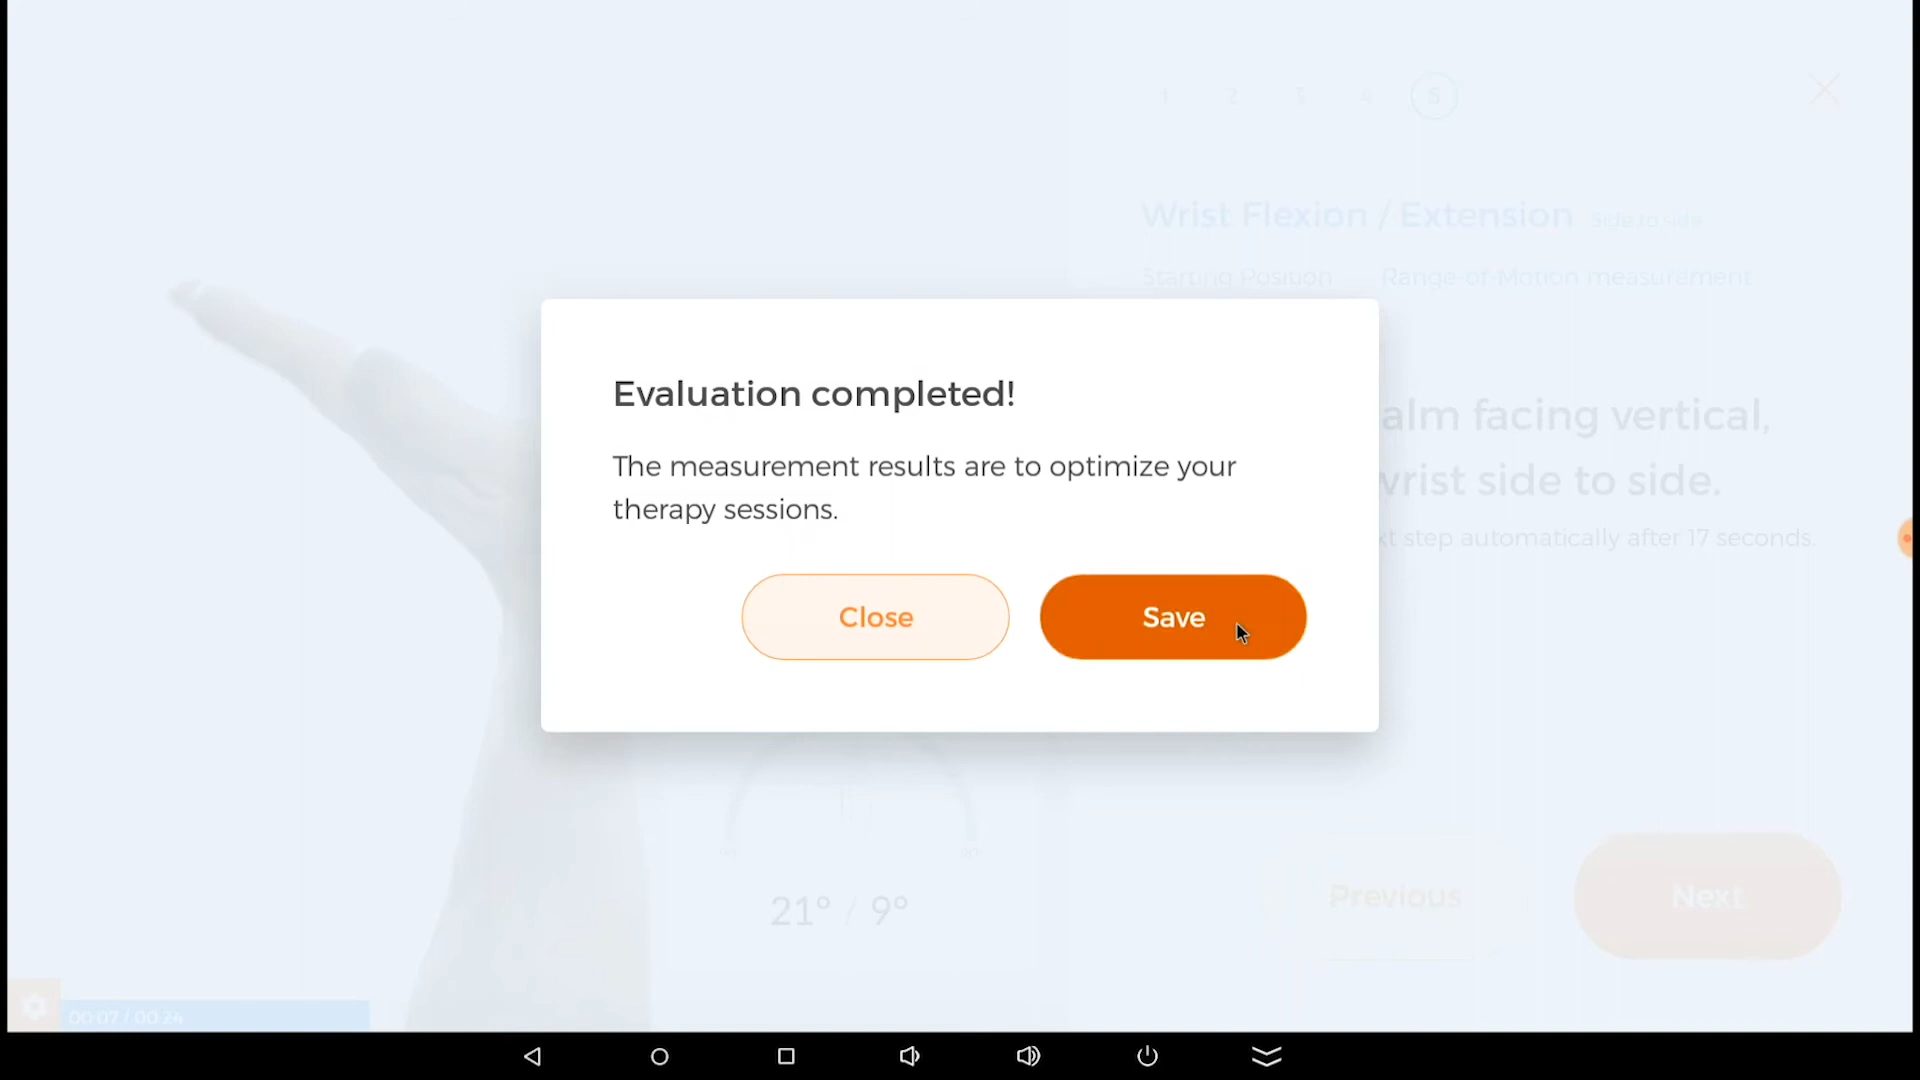 1 2 3 4 5
Wrist Flexion / Extension Side to side
Starting Position Range-of-Motion measurement
Evaluation completed!
alm facing vertical,
The measurement results are to optimize your
wrist side to side.
therapy sessions.
xt step automatically after 17 seconds.
Close
Save
Previous
Next
21° / 9°
00:07 / 00:24